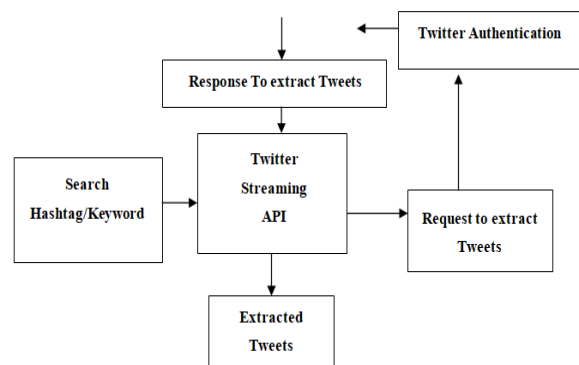 Twitter Authentication
Response To extract Tweets
Twitter
Streaming
API
Search
Hashtag/Keyword
Request to extract
Tweets
Extracted
Tweets